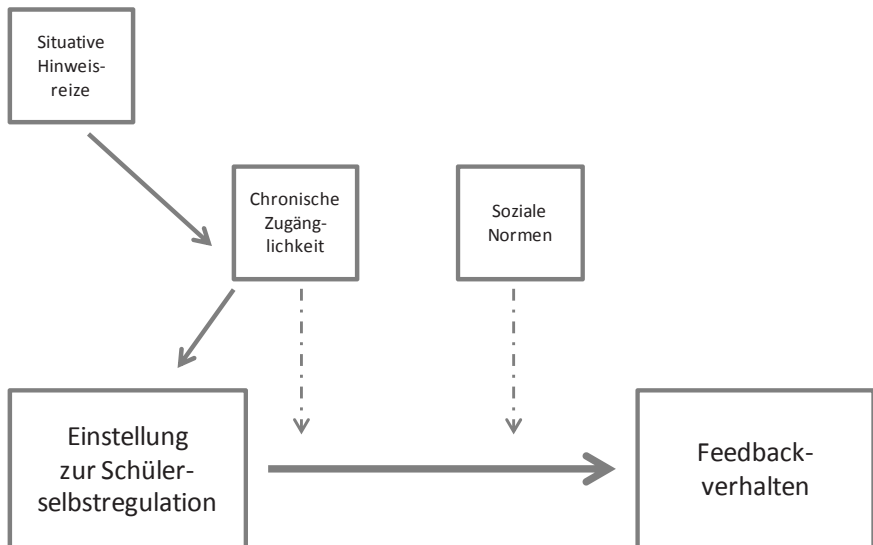 Situative
Hinweis-
reize
Chronische
Zugäng-
lichkeit
Soziale
Normen
Einstellung
zur Schüler-
selbstregulation
Feedback-
verhalten